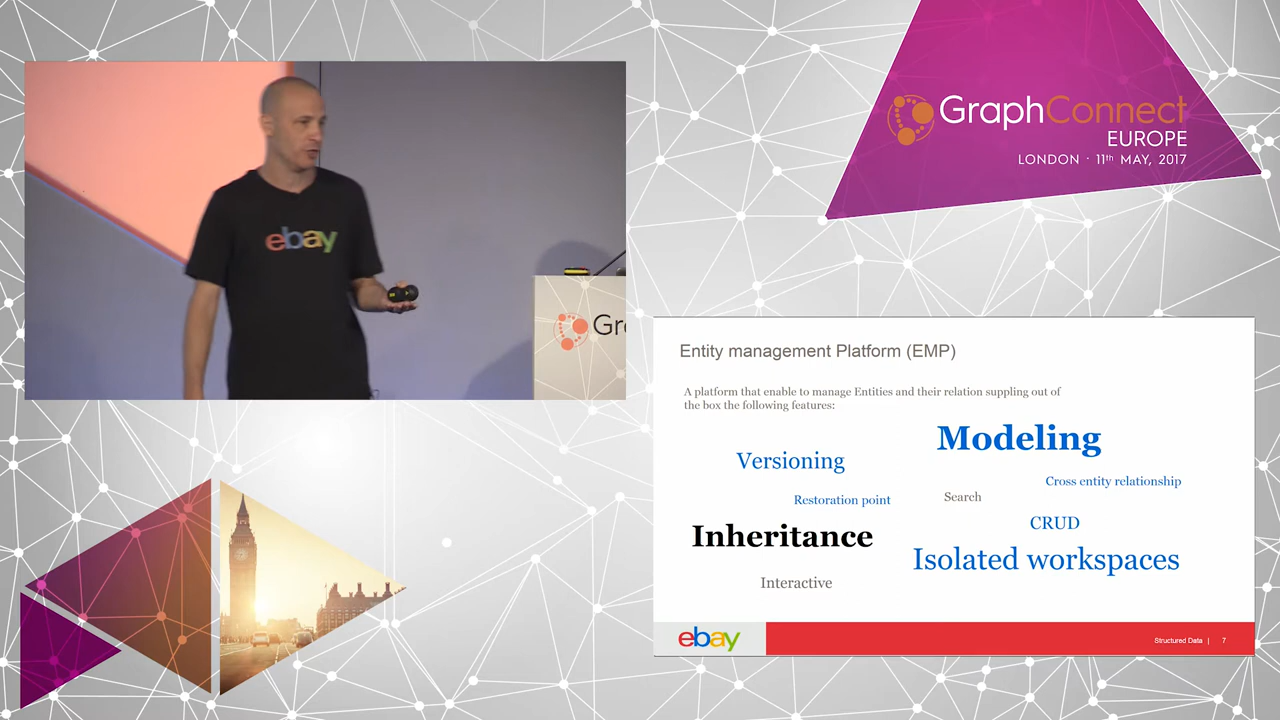 GraphConnect
EUROPE
LONDON · 11th MAY, 2017
ebay
Gr
Entity management Platform (EMP)
A platform that enable to manage Entities and their relation suppling out of
the box the following features:
Modeling
Versioning
Cross entity relationship
Restoration point
Search
CRUD
Inheritance
Isolated workspaces
Interactive
ebay
Structured Data | 7